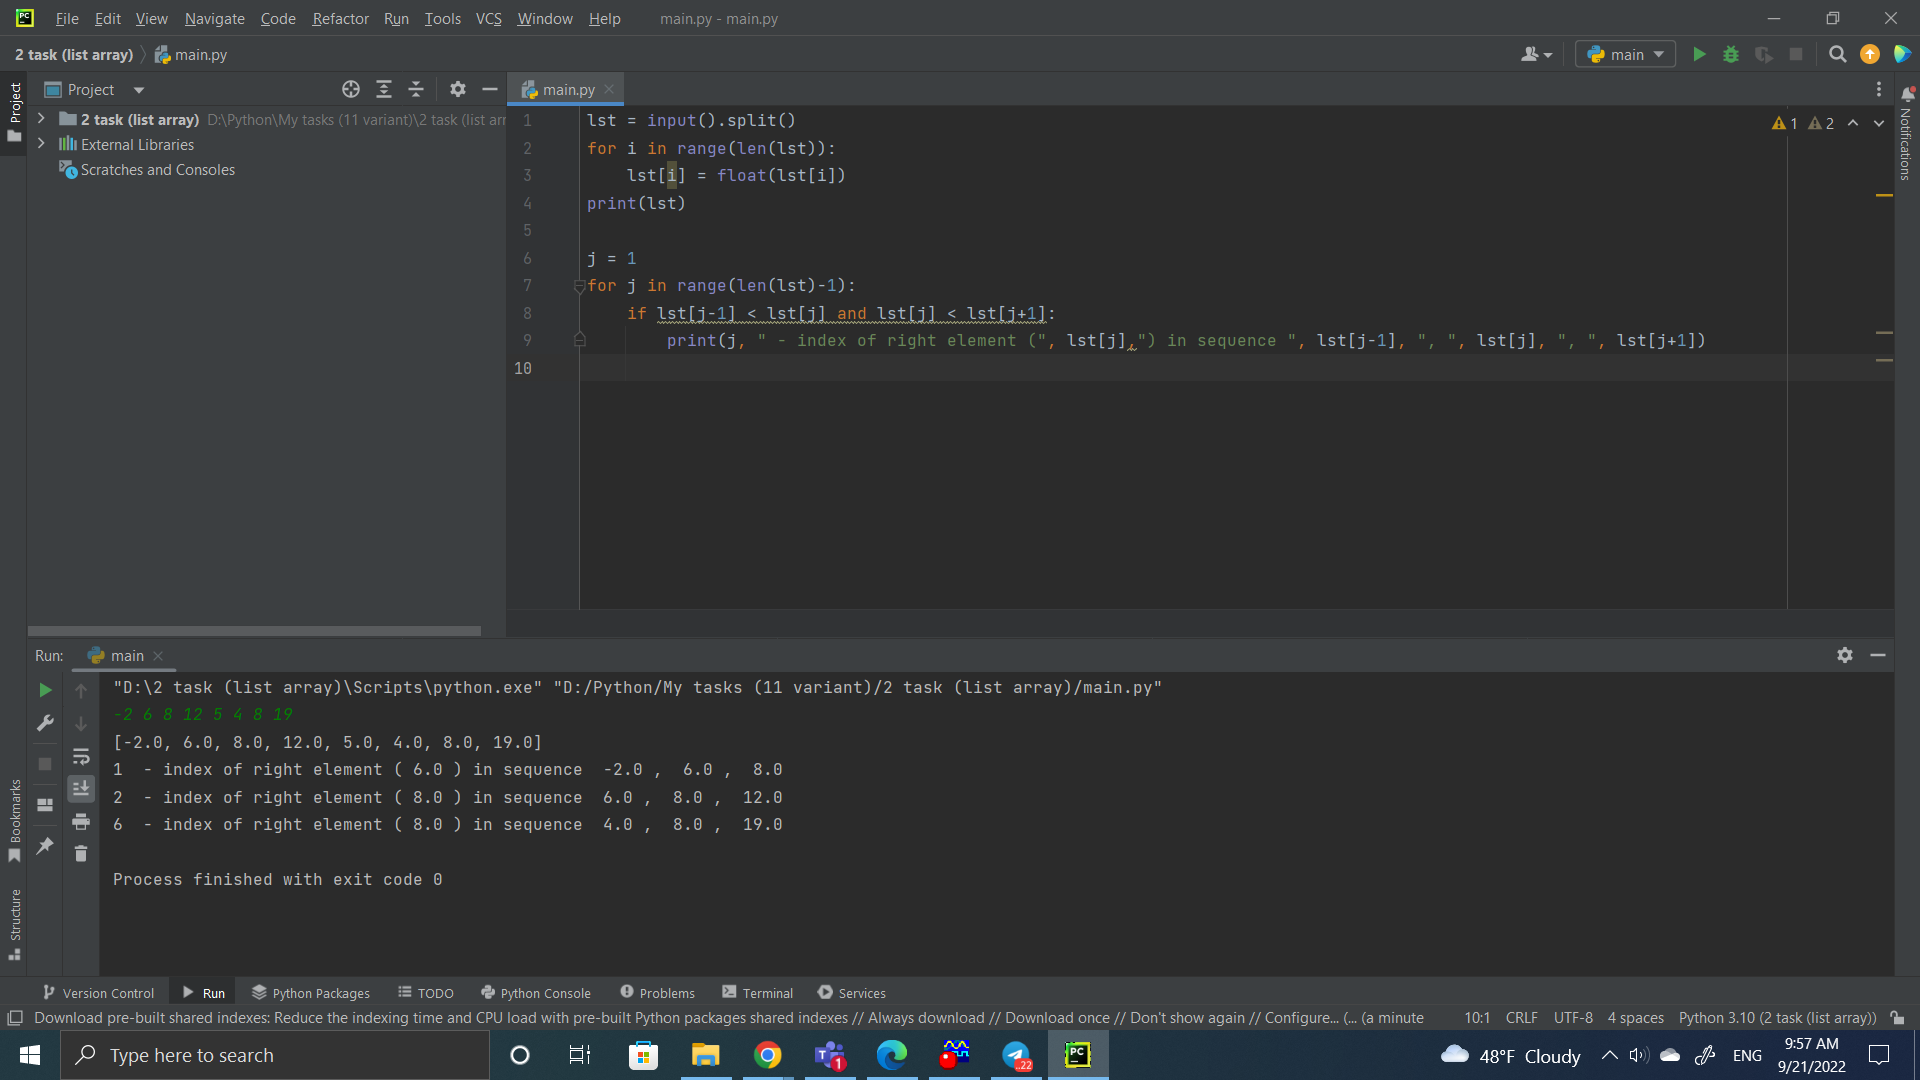 File Edit View Navigate Code Refactor Run Tools VCS Window Help main.py - main.py
2 task (list array) main.py main
Project main.py
Project
2 task (list array) D:\Python\My tasks (11 variant)\2 task (list arr
External Libraries
Scratches and Consoles
1 lst = input().split()
2 for i in range(len(lst)):
3 lst[i] = float(lst[i])
4 print(lst)
5
6 j = 1
7 for j in range(len(lst)-1):
8 if lst[j-1] < lst[j] and lst[j] < lst[j+1]:
9 print(j, " - index of right element (", lst[j],") in sequence ", lst[j-1], ", ", lst[j], ", ", lst[j+1])
10
1 2
Notifications
Run: main
"D:\2 task (list array)\Scripts\python.exe" "D:/Python/My tasks (11 variant)/2 task (list array)/main.py"
-2 6 8 12 5 4 8 19
[-2.0, 6.0, 8.0, 12.0, 5.0, 4.0, 8.0, 19.0]
1  - index of right element ( 6.0 ) in sequence  -2.0 ,  6.0 ,  8.0
2  - index of right element ( 8.0 ) in sequence  6.0 ,  8.0 ,  12.0
6  - index of right element ( 8.0 ) in sequence  4.0 ,  8.0 ,  19.0
Process finished with exit code 0
Bookmarks
Structure
Version Control Run Python Packages TODO Python Console Problems Terminal Services
Download pre-built shared indexes: Reduce the indexing time and CPU load with pre-built Python packages shared indexes // Always download // Download once // Don't show again // Configure... (... (a minute 10:1 CRLF UTF-8 4 spaces Python 3.10 (2 task (list array))
Type here to search 1 ..22 PC 48°F Cloudy ENG 9:57 AM
9/21/2022